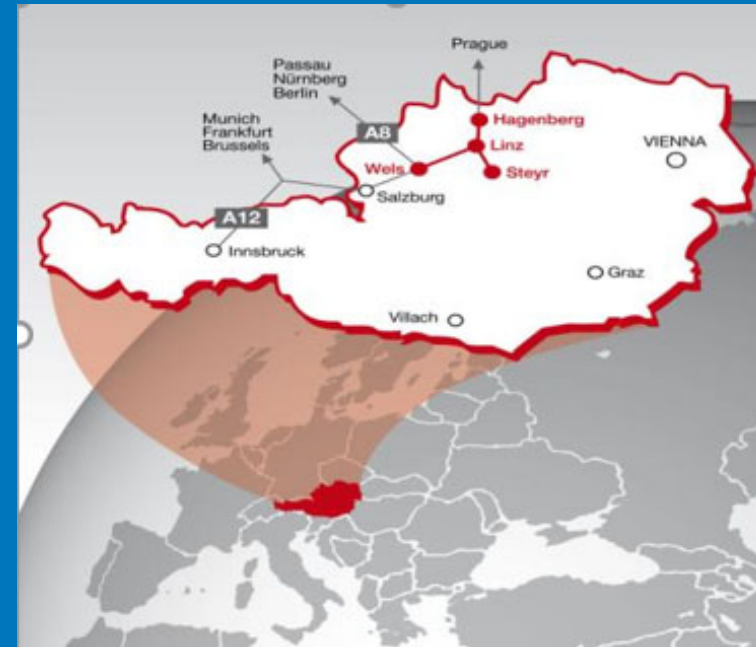 Prague
Passau
Nürnberg
Berlin
Munich
Frankfurt
Brussels
A8
Hagenberg
Linz
VIENNA
Wels
Steyr
Salzburg
A12
Innsbruck
Graz
Villach